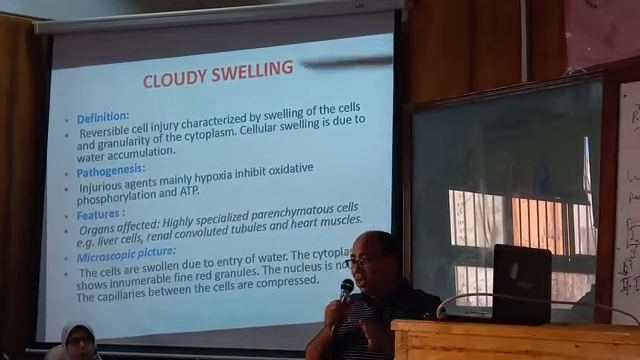 CLOUDY SWELLING
• Definition:
• Reversible cell injury characterized by swelling of the cells
and granularity of the cytoplasm. Cellular swelling is due to
water accumulation.
• Pathogenesis:
• Injurious agents mainly hypoxia inhibit oxidative
phosphorylation and ATP.
• Features :
• Organs affected: Highly specialized parenchymatous cells
e.g. liver cells, renal convoluted tubules and heart muscles.
• Microscopic picture:
• The cells are swollen due to entry of water. The
shows innumerable fine red granules. The nucleus is
The capillaries between the cells are compressed.